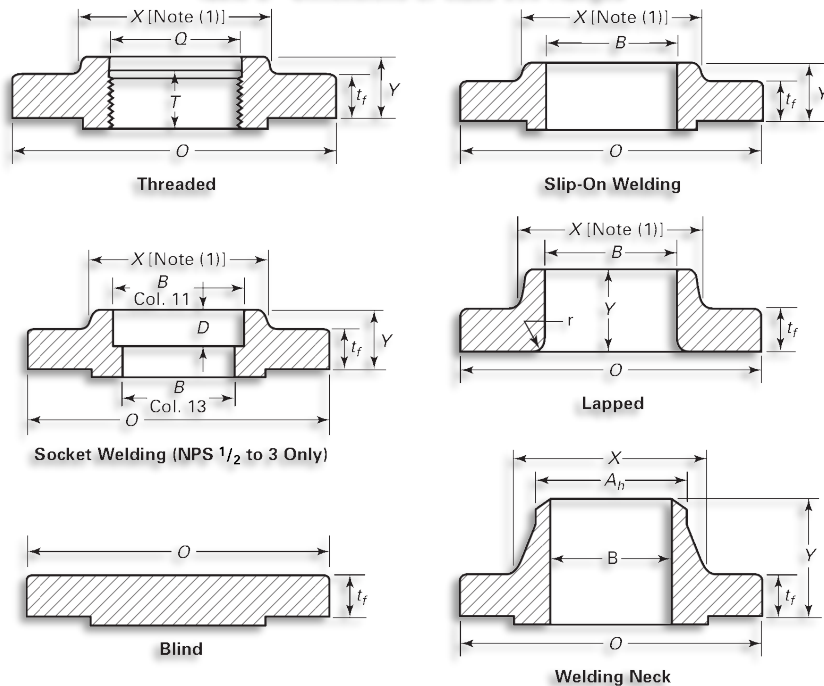 X [Note (1)]
Q
T
t_f
Y
O
Threaded
X [Note (1)]
B
t_f
Y
O
Slip-On Welding
X [Note (1)]
B
Col. 11
D
t_f
Y
B
Col. 13
O
Socket Welding (NPS 1/2 to 3 Only)
X [Note (1)]
B
Y
r
t_f
O
Lapped
O
t_f
Blind
X
A_h
B
Y
t_f
O
Welding Neck